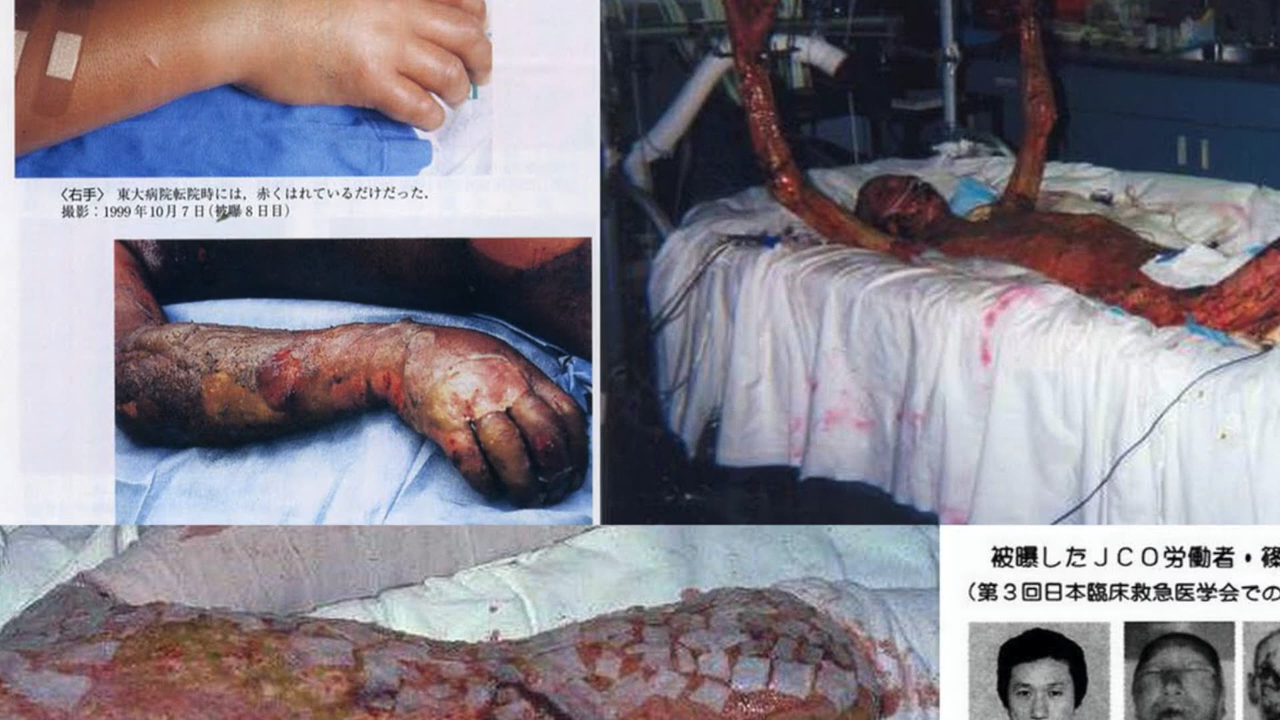 〈右手〉 東大病院転院時には，赤くはれているだけだった．
撮影：1999年10月7日（被曝8日目）
被曝したJCO労働者・篠
（第3回日本臨床救急医学会での